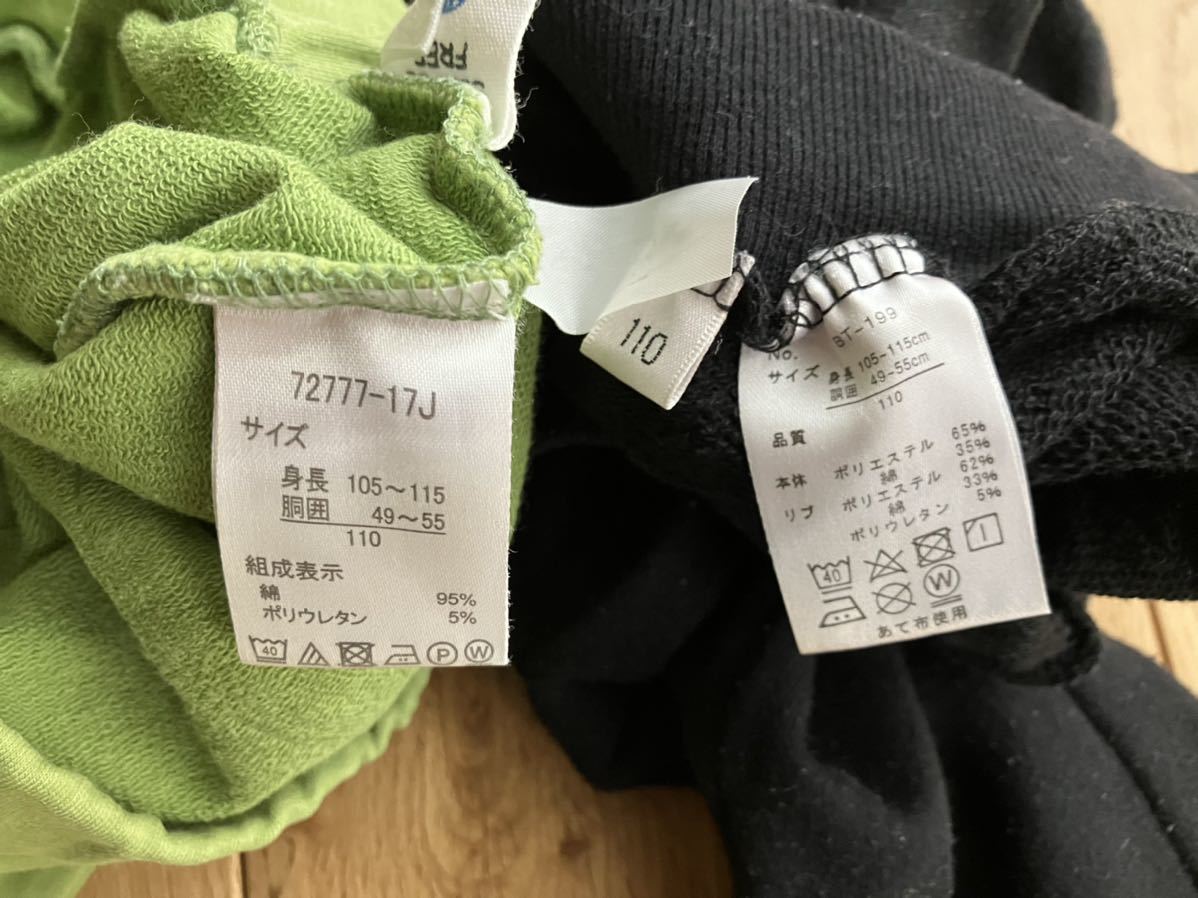 FREE
72777-17J
サイズ
身長 105～115
胴囲 49～55
110
組成表示
綿 95%
ポリウレタン 5%
40
P W
110
No. BT-199
サイズ 身長 105-115cm
胴囲 49-55cm
110
品質
本体 ポリエステル 65%
綿 35%
リブ ポリエステル 62%
綿 33%
ポリウレタン 5%
40
W
あて布使用